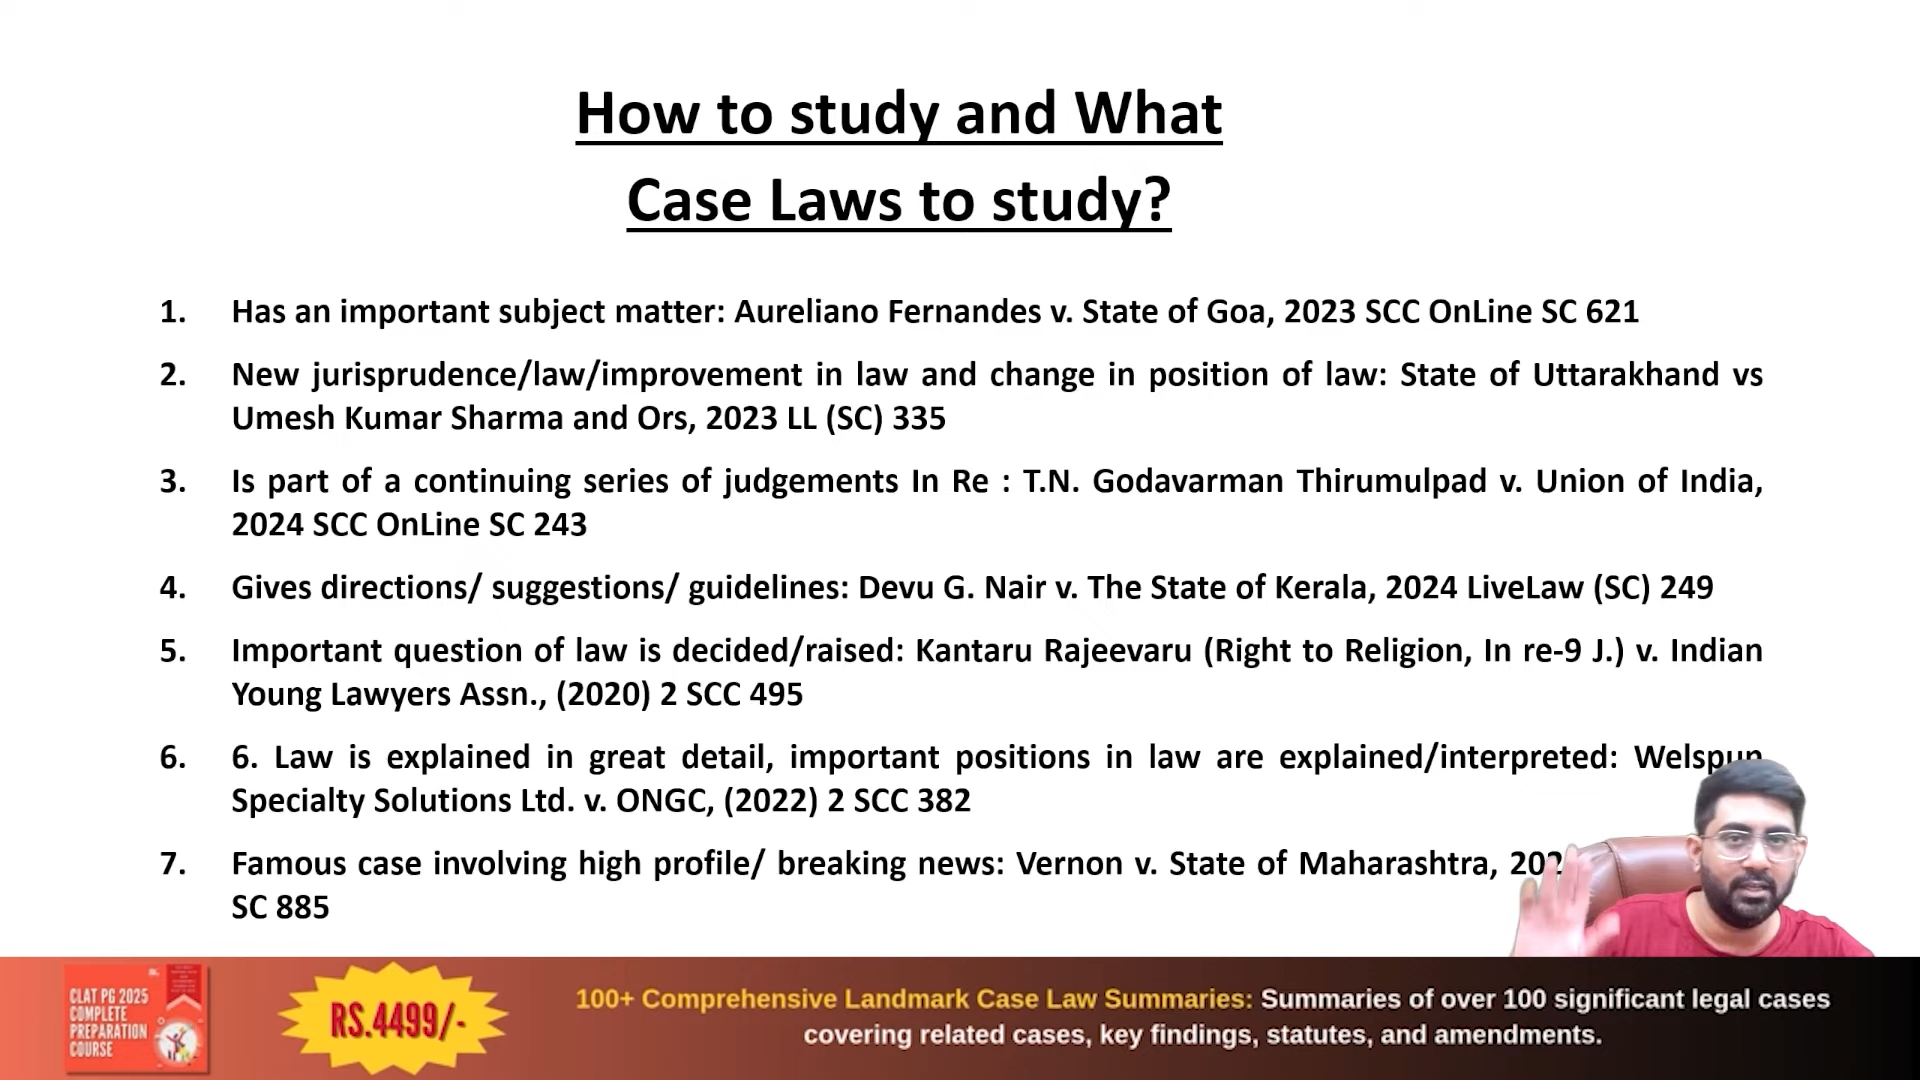 How to study and What
Case Laws to study?
1. Has an important subject matter: Aureliano Fernandes v. State of Goa, 2023 SCC OnLine SC 621
2. New jurisprudence/law/improvement in law and change in position of law: State of Uttarakhand vs
Umesh Kumar Sharma and Ors, 2023 LL (SC) 335
3. Is part of a continuing series of judgements In Re : T.N. Godavarman Thirumulpad v. Union of India,
2024 SCC OnLine SC 243
4. Gives directions/ suggestions/ guidelines: Devu G. Nair v. The State of Kerala, 2024 LiveLaw (SC) 249
5. Important question of law is decided/raised: Kantaru Rajeevaru (Right to Religion, In re-9 J.) v. Indian
Young Lawyers Assn., (2020) 2 SCC 495
6. 6. Law is explained in great detail, important positions in law are explained/interpreted: Welspun
Specialty Solutions Ltd. v. ONGC, (2022) 2 SCC 382
7. Famous case involving high profile/ breaking news: Vernon v. State of Maharashtra,
SC 885
CLAT PG 2025
COMPLETE
PREPARATION
COURSE
RS.4499/-
100+ Comprehensive Landmark Case Law Summaries: Summaries of over 100 significant legal cases
covering related cases, key findings, statutes, and amendments.